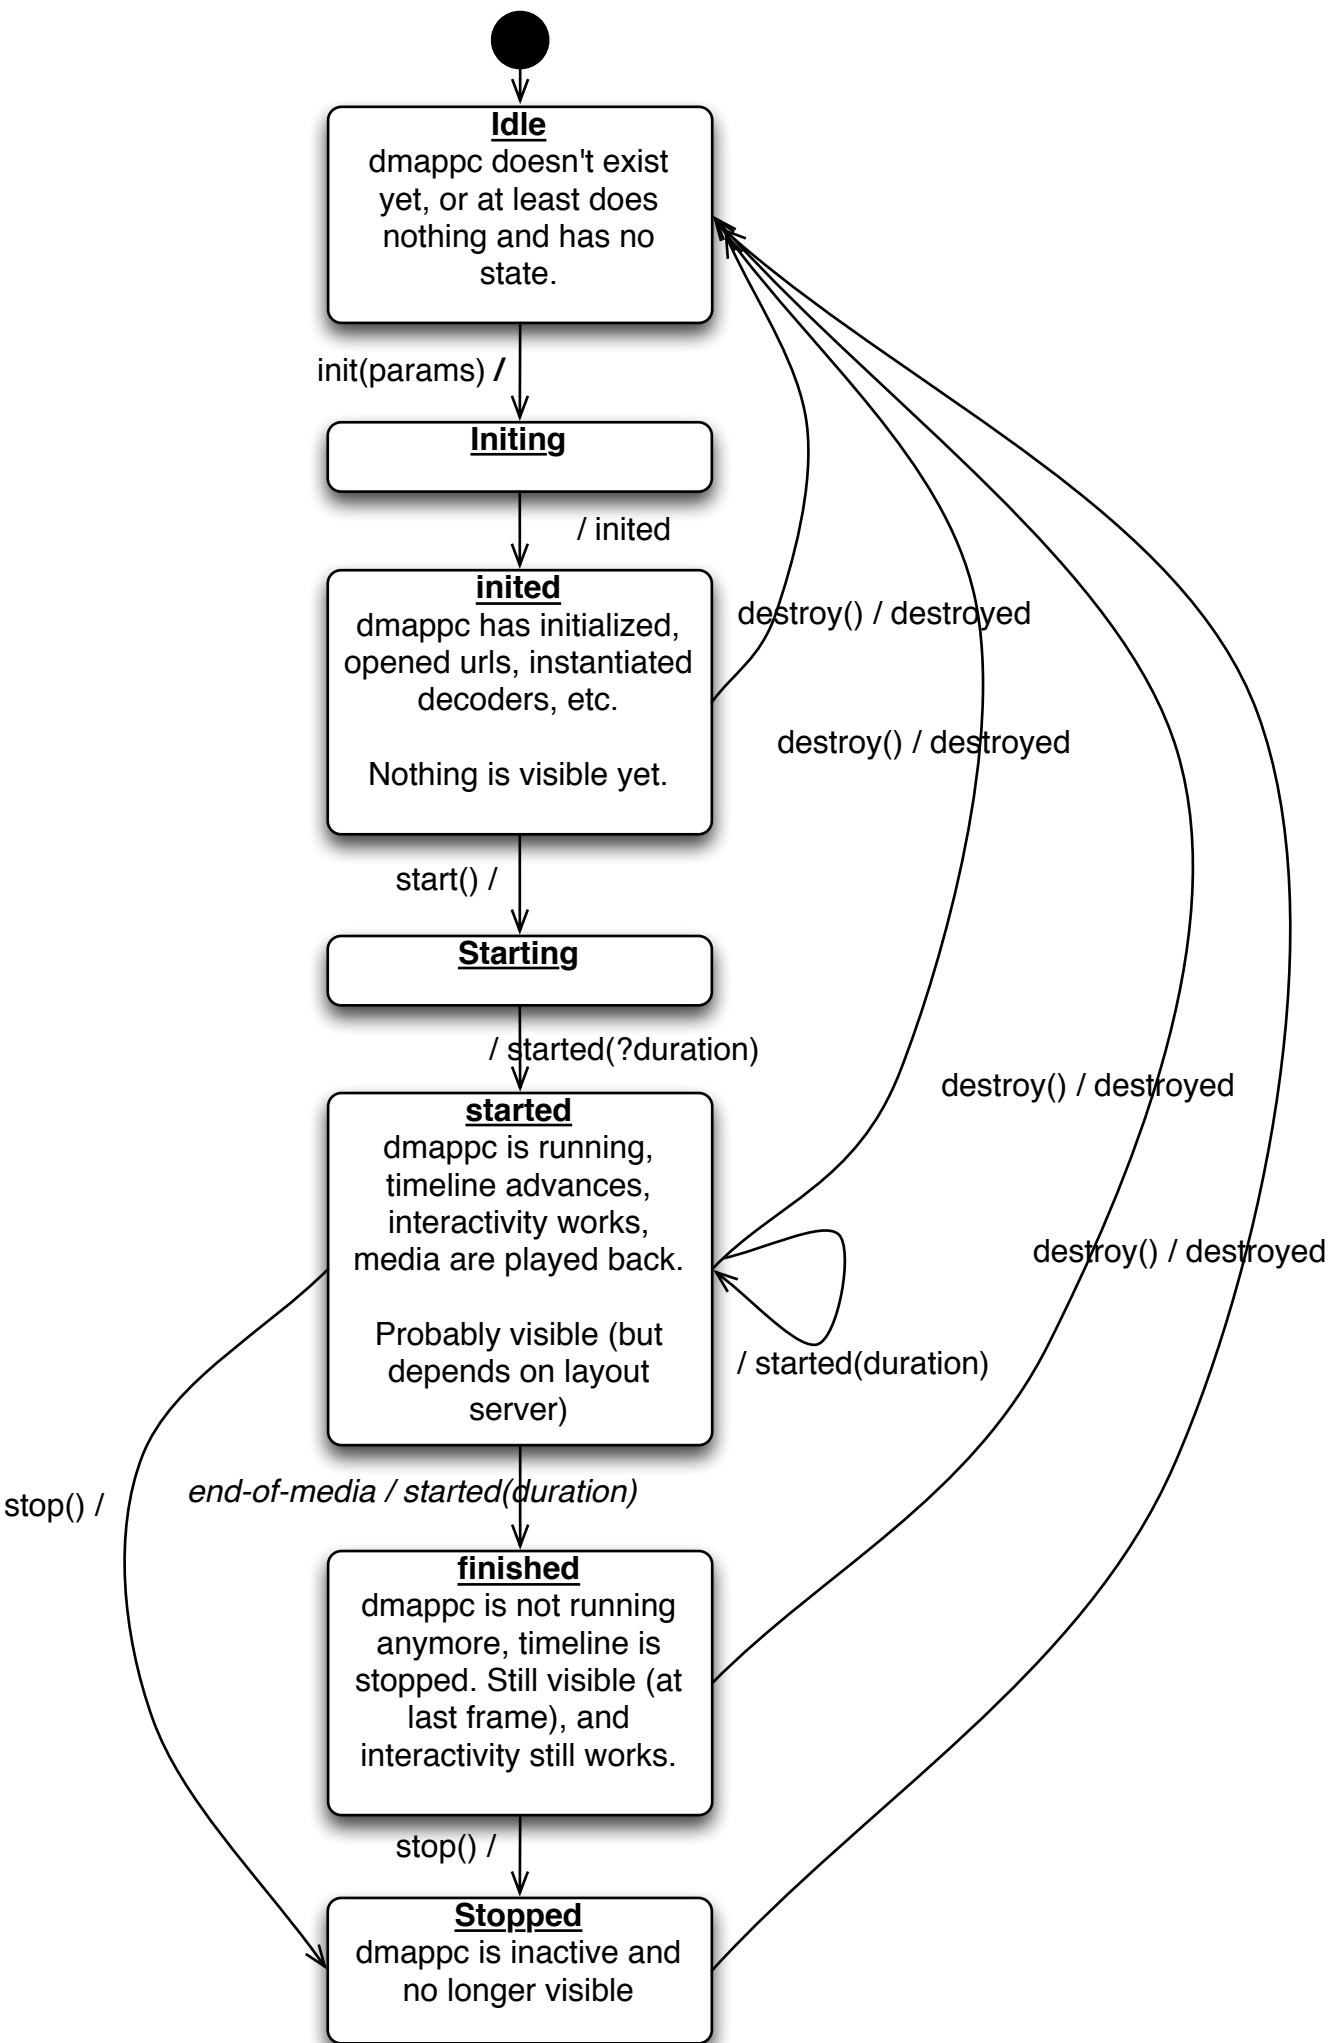 Idle
dmappc doesn't exist
yet, or at least does
nothing and has no
state.
init(params) /
Initing
/ inited
inited
dmappc has initialized,
opened urls, instantiated
decoders, etc.
Nothing is visible yet.
destroy() / destroyed
destroy() / destroyed
start() /
Starting
/ started(?duration)
started
dmappc is running,
timeline advances,
interactivity works,
media are played back.
Probably visible (but
depends on layout
server)
destroy() / destroyed
destroy() / destroyed
/ started(duration)
stop() /
end-of-media / started(duration)
finished
dmappc is not running
anymore, timeline is
stopped. Still visible (at
last frame), and
interactivity still works.
stop() /
Stopped
dmappc is inactive and
no longer visible